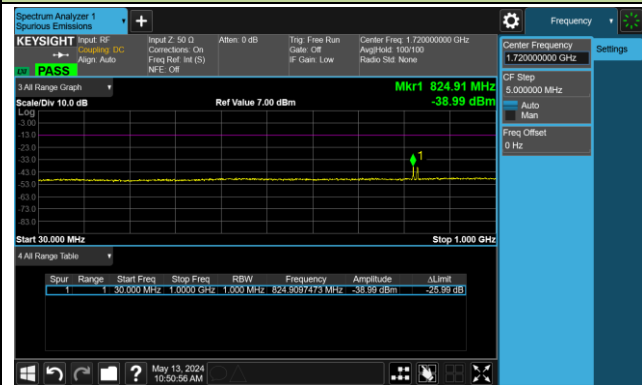 Spectrum Analyzer 1
Spurious Emissions
Frequency
KEYSIGHT Input: RF Input Z: 50 Ω Atten: 0 dB Trig: Free Run Center Freq: 1.720000000 GHz
Coupling: DC Corrections: On Gate: Off Avg|Hold: 100/100
Align: Auto Freq Ref: Int (S) IF Gain: Low Radio Std: None
NFE: Off
LXI PASS
Center Frequency
1.720000000 GHz
Settings
CF Step
5.000000 MHz
Auto
Man
Freq Offset
0 Hz
3 All Range Graph
Mkr1 824.91 MHz
Scale/Div 10.0 dB Ref Value 7.00 dBm -38.99 dBm
Log
-3.00
-13.0
-23.0
-33.0
-43.0
-53.0
-63.0
-73.0
-83.0
1
Start 30.000 MHz Stop 1.000 GHz
4 All Range Table
Spur Range Start Freq Stop Freq RBW Frequency Amplitude ΔLimit
1 1 30.000 MHz 1.0000 GHz 1.000 MHz 824.9097473 MHz -38.99 dBm -25.99 dB
?
May 13, 2024
10:50:56 AM